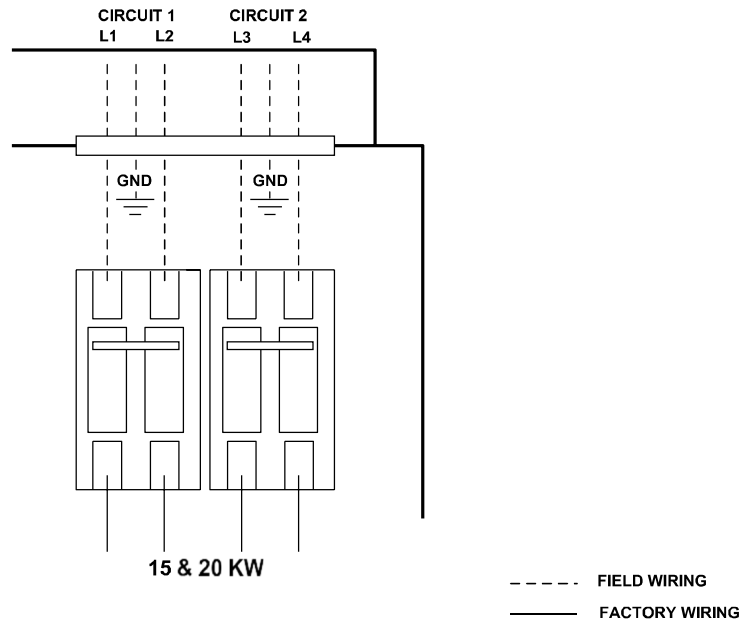 CIRCUIT 1 CIRCUIT 2
L1 L2 L3 L4
GND GND
15 & 20 KW
FIELD WIRING
FACTORY WIRING